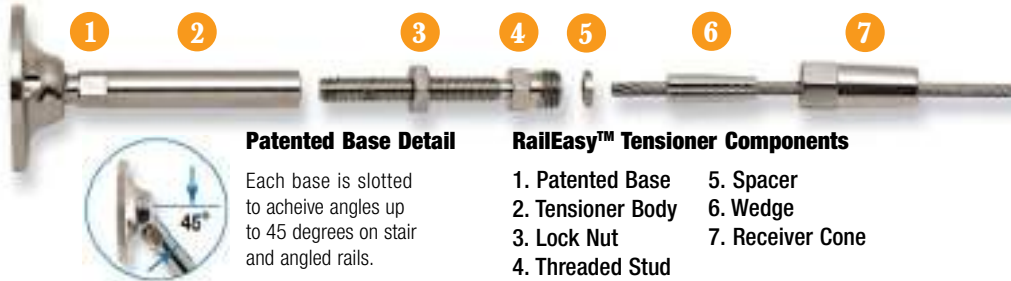 1 2 3 4 5 6 7
45°
Patented Base Detail
Each base is slotted
to acheive angles up
to 45 degrees on stair
and angled rails.
RailEasy™ Tensioner Components
1. Patented Base
2. Tensioner Body
3. Lock Nut
4. Threaded Stud
5. Spacer
6. Wedge
7. Receiver Cone